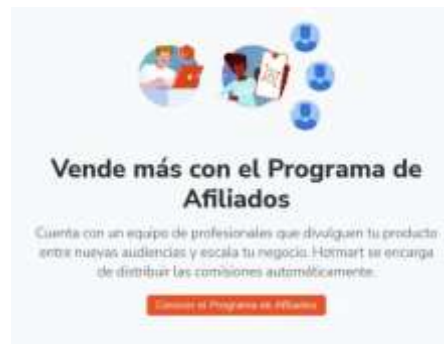 Vende más con el Programa de
Afiliados
Cuenta con un equipo de profesionales que divulguen tu producto
entre nuevas audiencias y escala tu negocio. Hotmart se encarga
de distribuir las comisiones automáticamente.
Conocer el Programa de Afiliados